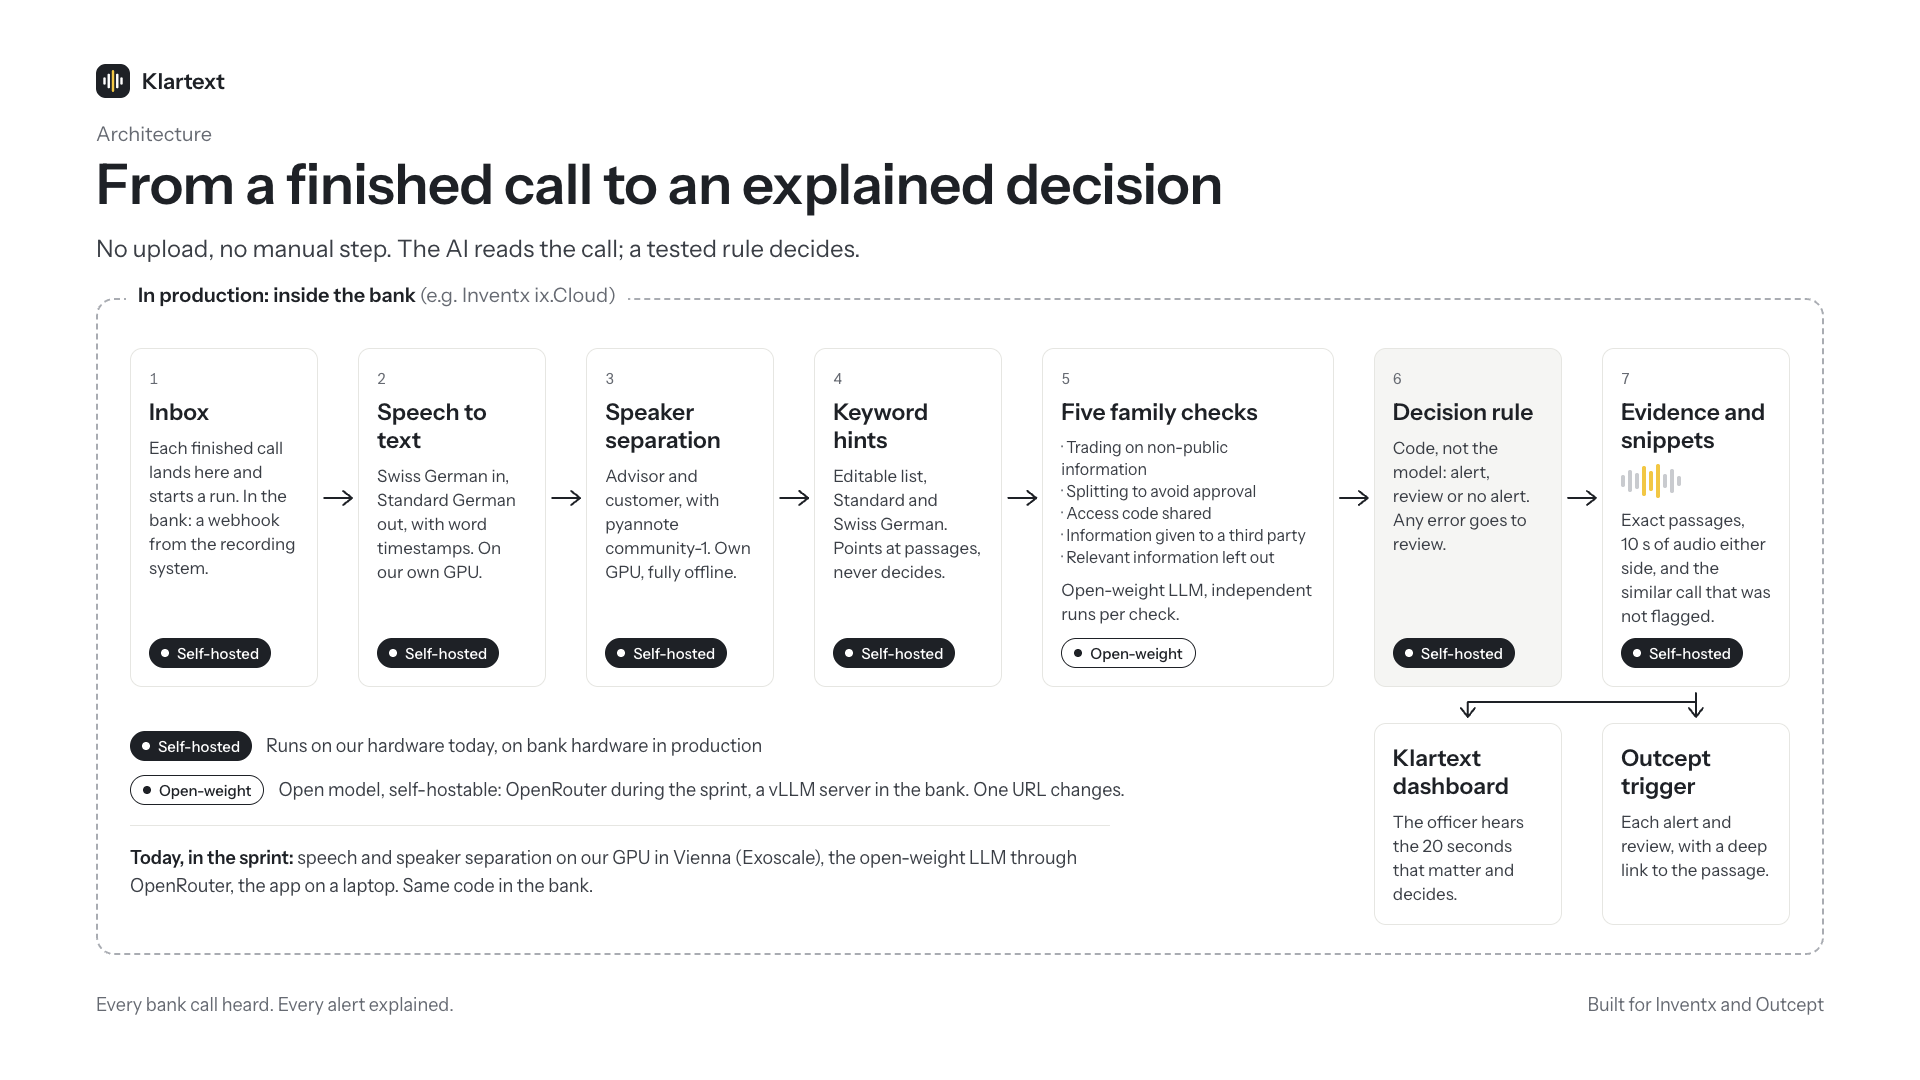 Klartext
Architecture
From a finished call to an explained decision
No upload, no manual step. The AI reads the call; a tested rule decides.
In production: inside the bank (e.g. Inventx ix.Cloud)
1
Inbox
Each finished call
lands here and
starts a run. In the
bank: a webhook
from the recording
system.
Self-hosted
2
Speech to
text
Swiss German in,
Standard German
out, with word
timestamps. On
our own GPU.
Self-hosted
3
Speaker
separation
Advisor and
customer, with
pyannote
community-1. Own
GPU, fully offline.
Self-hosted
4
Keyword
hints
Editable list,
Standard and
Swiss German.
Points at passages,
never decides.
Self-hosted
5
Five family checks
· Trading on non-public
information
· Splitting to avoid approval
· Access code shared
· Information given to a third party
· Relevant information left out
Open-weight LLM, independent
runs per check.
Open-weight
6
Decision rule
Code, not the
model: alert,
review or no alert.
Any error goes to
review.
Self-hosted
7
Evidence and
snippets
Exact passages,
10 s of audio either
side, and the
similar call that was
not flagged.
Self-hosted
Self-hosted Runs on our hardware today, on bank hardware in production
Open-weight Open model, self-hostable: OpenRouter during the sprint, a vLLM server in the bank. One URL changes.
Today, in the sprint: speech and speaker separation on our GPU in Vienna (Exoscale), the open-weight LLM through
OpenRouter, the app on a laptop. Same code in the bank.
Klartext
dashboard
The officer hears
the 20 seconds
that matter and
decides.
Outcept
trigger
Each alert and
review, with a deep
link to the passage.
Every bank call heard. Every alert explained.
Built for Inventx and Outcept